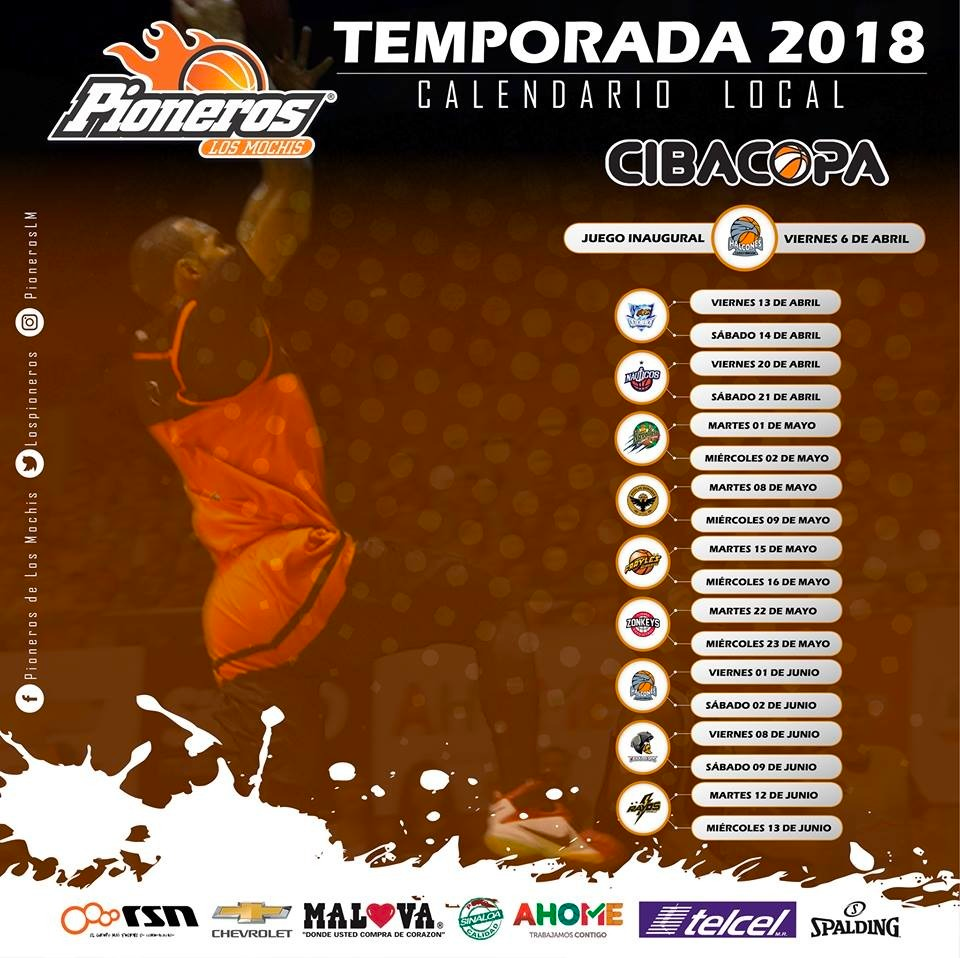 TEMPORADA 2018
CALENDARIO LOCAL
Pioneros®
LOS MOCHIS
CIBACOPA
JUEGO INAUGURAL
HALCONES
VIERNES 6 DE ABRIL
VIERNES 13 DE ABRIL
SÁBADO 14 DE ABRIL
NAUTICOS
VIERNES 20 DE ABRIL
SÁBADO 21 DE ABRIL
MARTES 01 DE MAYO
MIÉRCOLES 02 DE MAYO
MARTES 08 DE MAYO
MIÉRCOLES 09 DE MAYO
FRAYLES
MARTES 15 DE MAYO
MIÉRCOLES 16 DE MAYO
ZONKEYS
MARTES 22 DE MAYO
MIÉRCOLES 23 DE MAYO
VIERNES 01 DE JUNIO
SÁBADO 02 DE JUNIO
VIERNES 08 DE JUNIO
SÁBADO 09 DE JUNIO
RAYOS
MARTES 12 DE JUNIO
MIÉRCOLES 13 DE JUNIO
PionerosLM
Lospioneros
Pioneros de Los Mochis
rsn
CHEVROLET
MALOVA®
"DONDE USTED COMPRA DE CORAZON"
SINALOA
CALIDAD
AHOME
TRABAJAMOS CONTIGO
telcel
M.R.
SPALDING